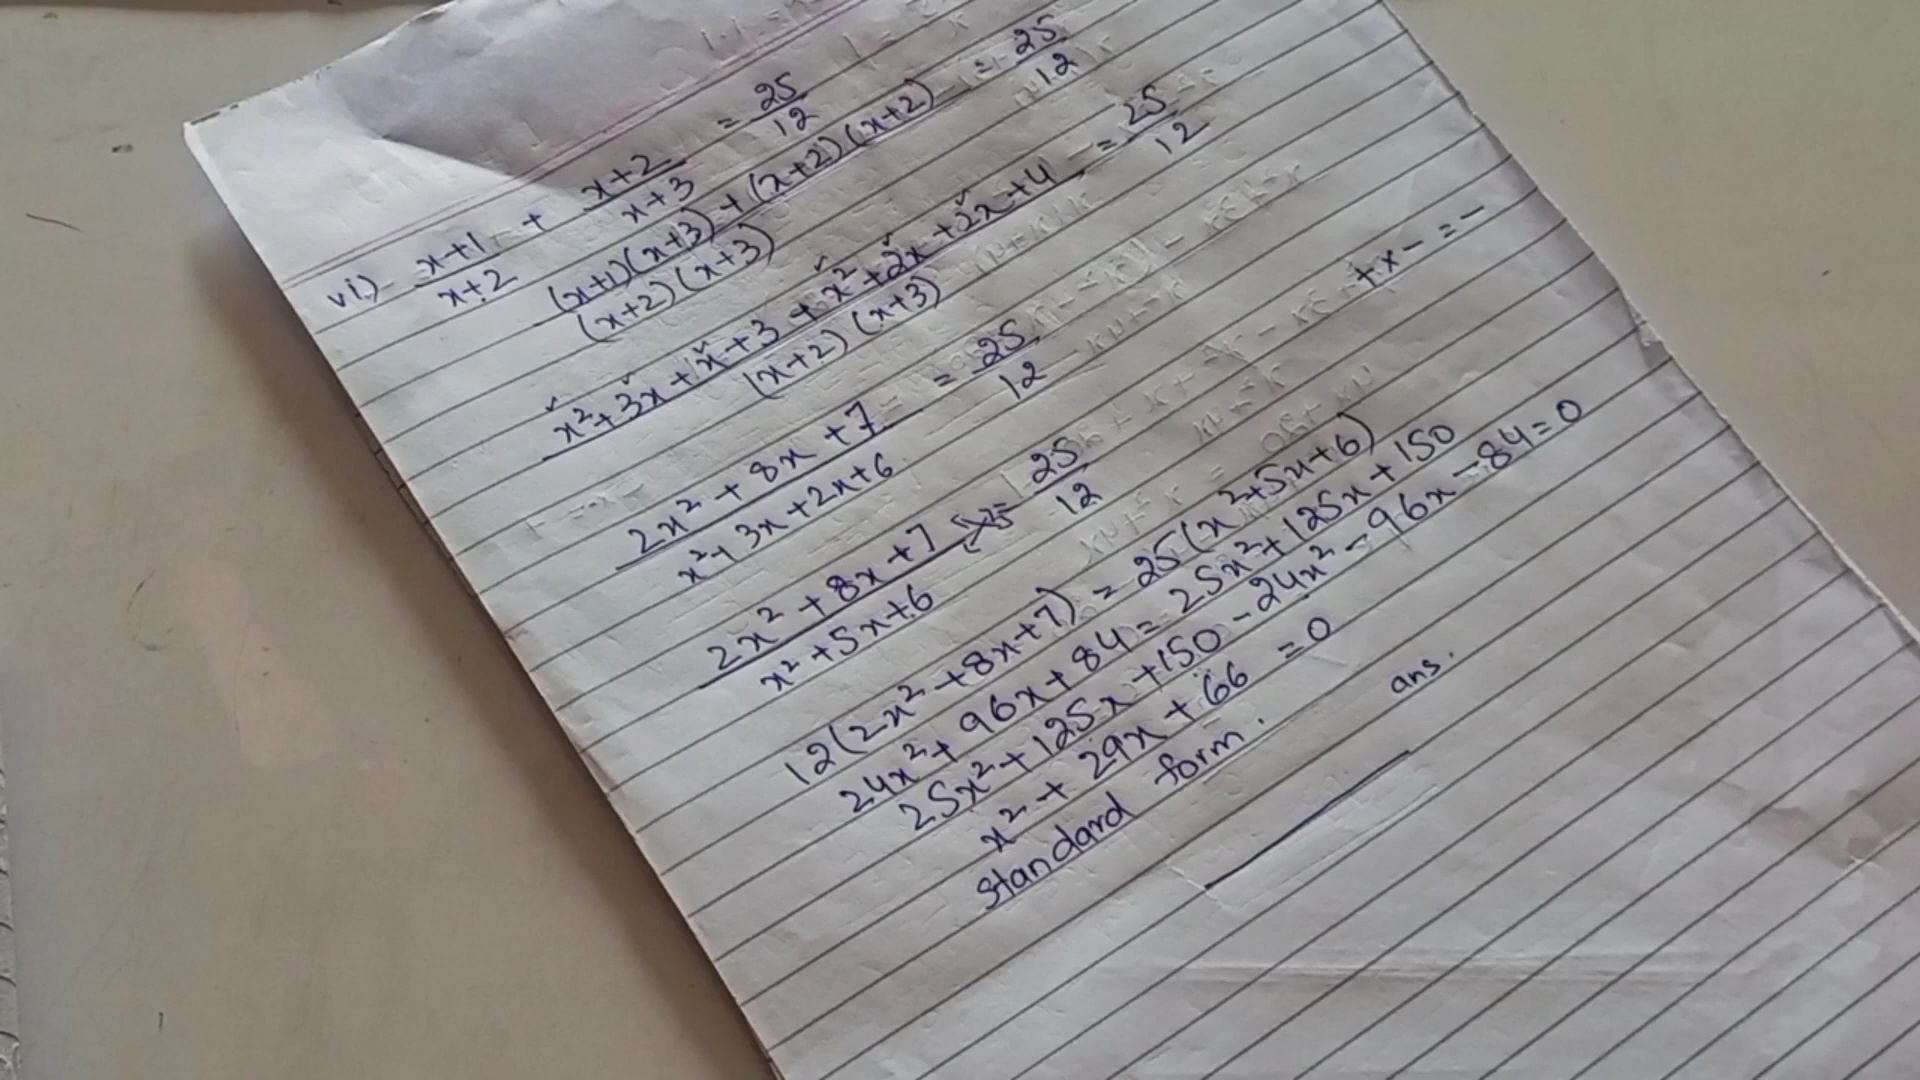 vi.) x+1/x+2 + x+2/x+3 = 25/12
(x+1)(x+3)+(x+2)(x+2)/(x+2)(x+3) = 25/12
x²+3x+x+3+x²+2x+2x+4/(x+2)(x+3) = 25/12
2x²+8x+7/x²+3x+2x+6 = 25/12
2x²+8x+7/x²+5x+6 = 25/12
12(2x²+8x+7) = 25(x²+5x+6)
24x²+96x+84 = 25x²+125x+150
25x²+125x+150-24x²-96x-84=0
x²+29x+66 = 0
standard form. ans.
+x- = -